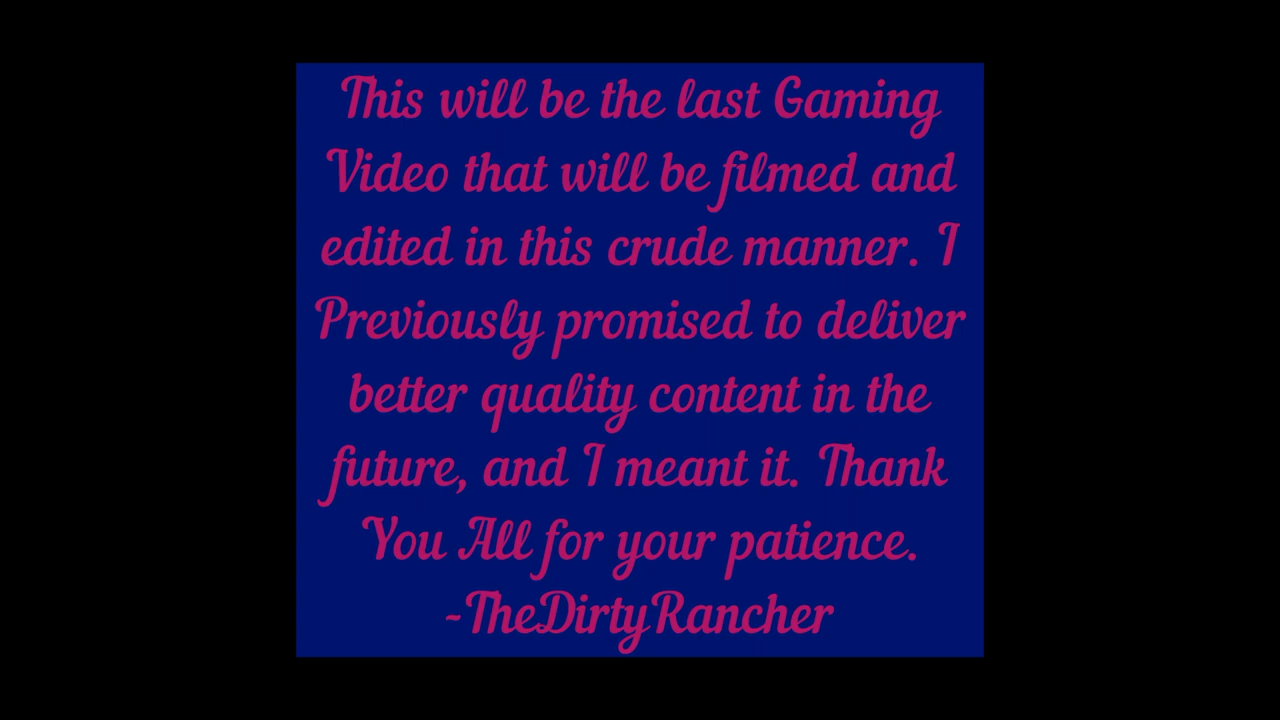 This will be the last Gaming
Video that will be filmed and
edited in this crude manner. I
Previously promised to deliver
better quality content in the
future, and I meant it. Thank
You All for your patience.
-TheDirtyRancher